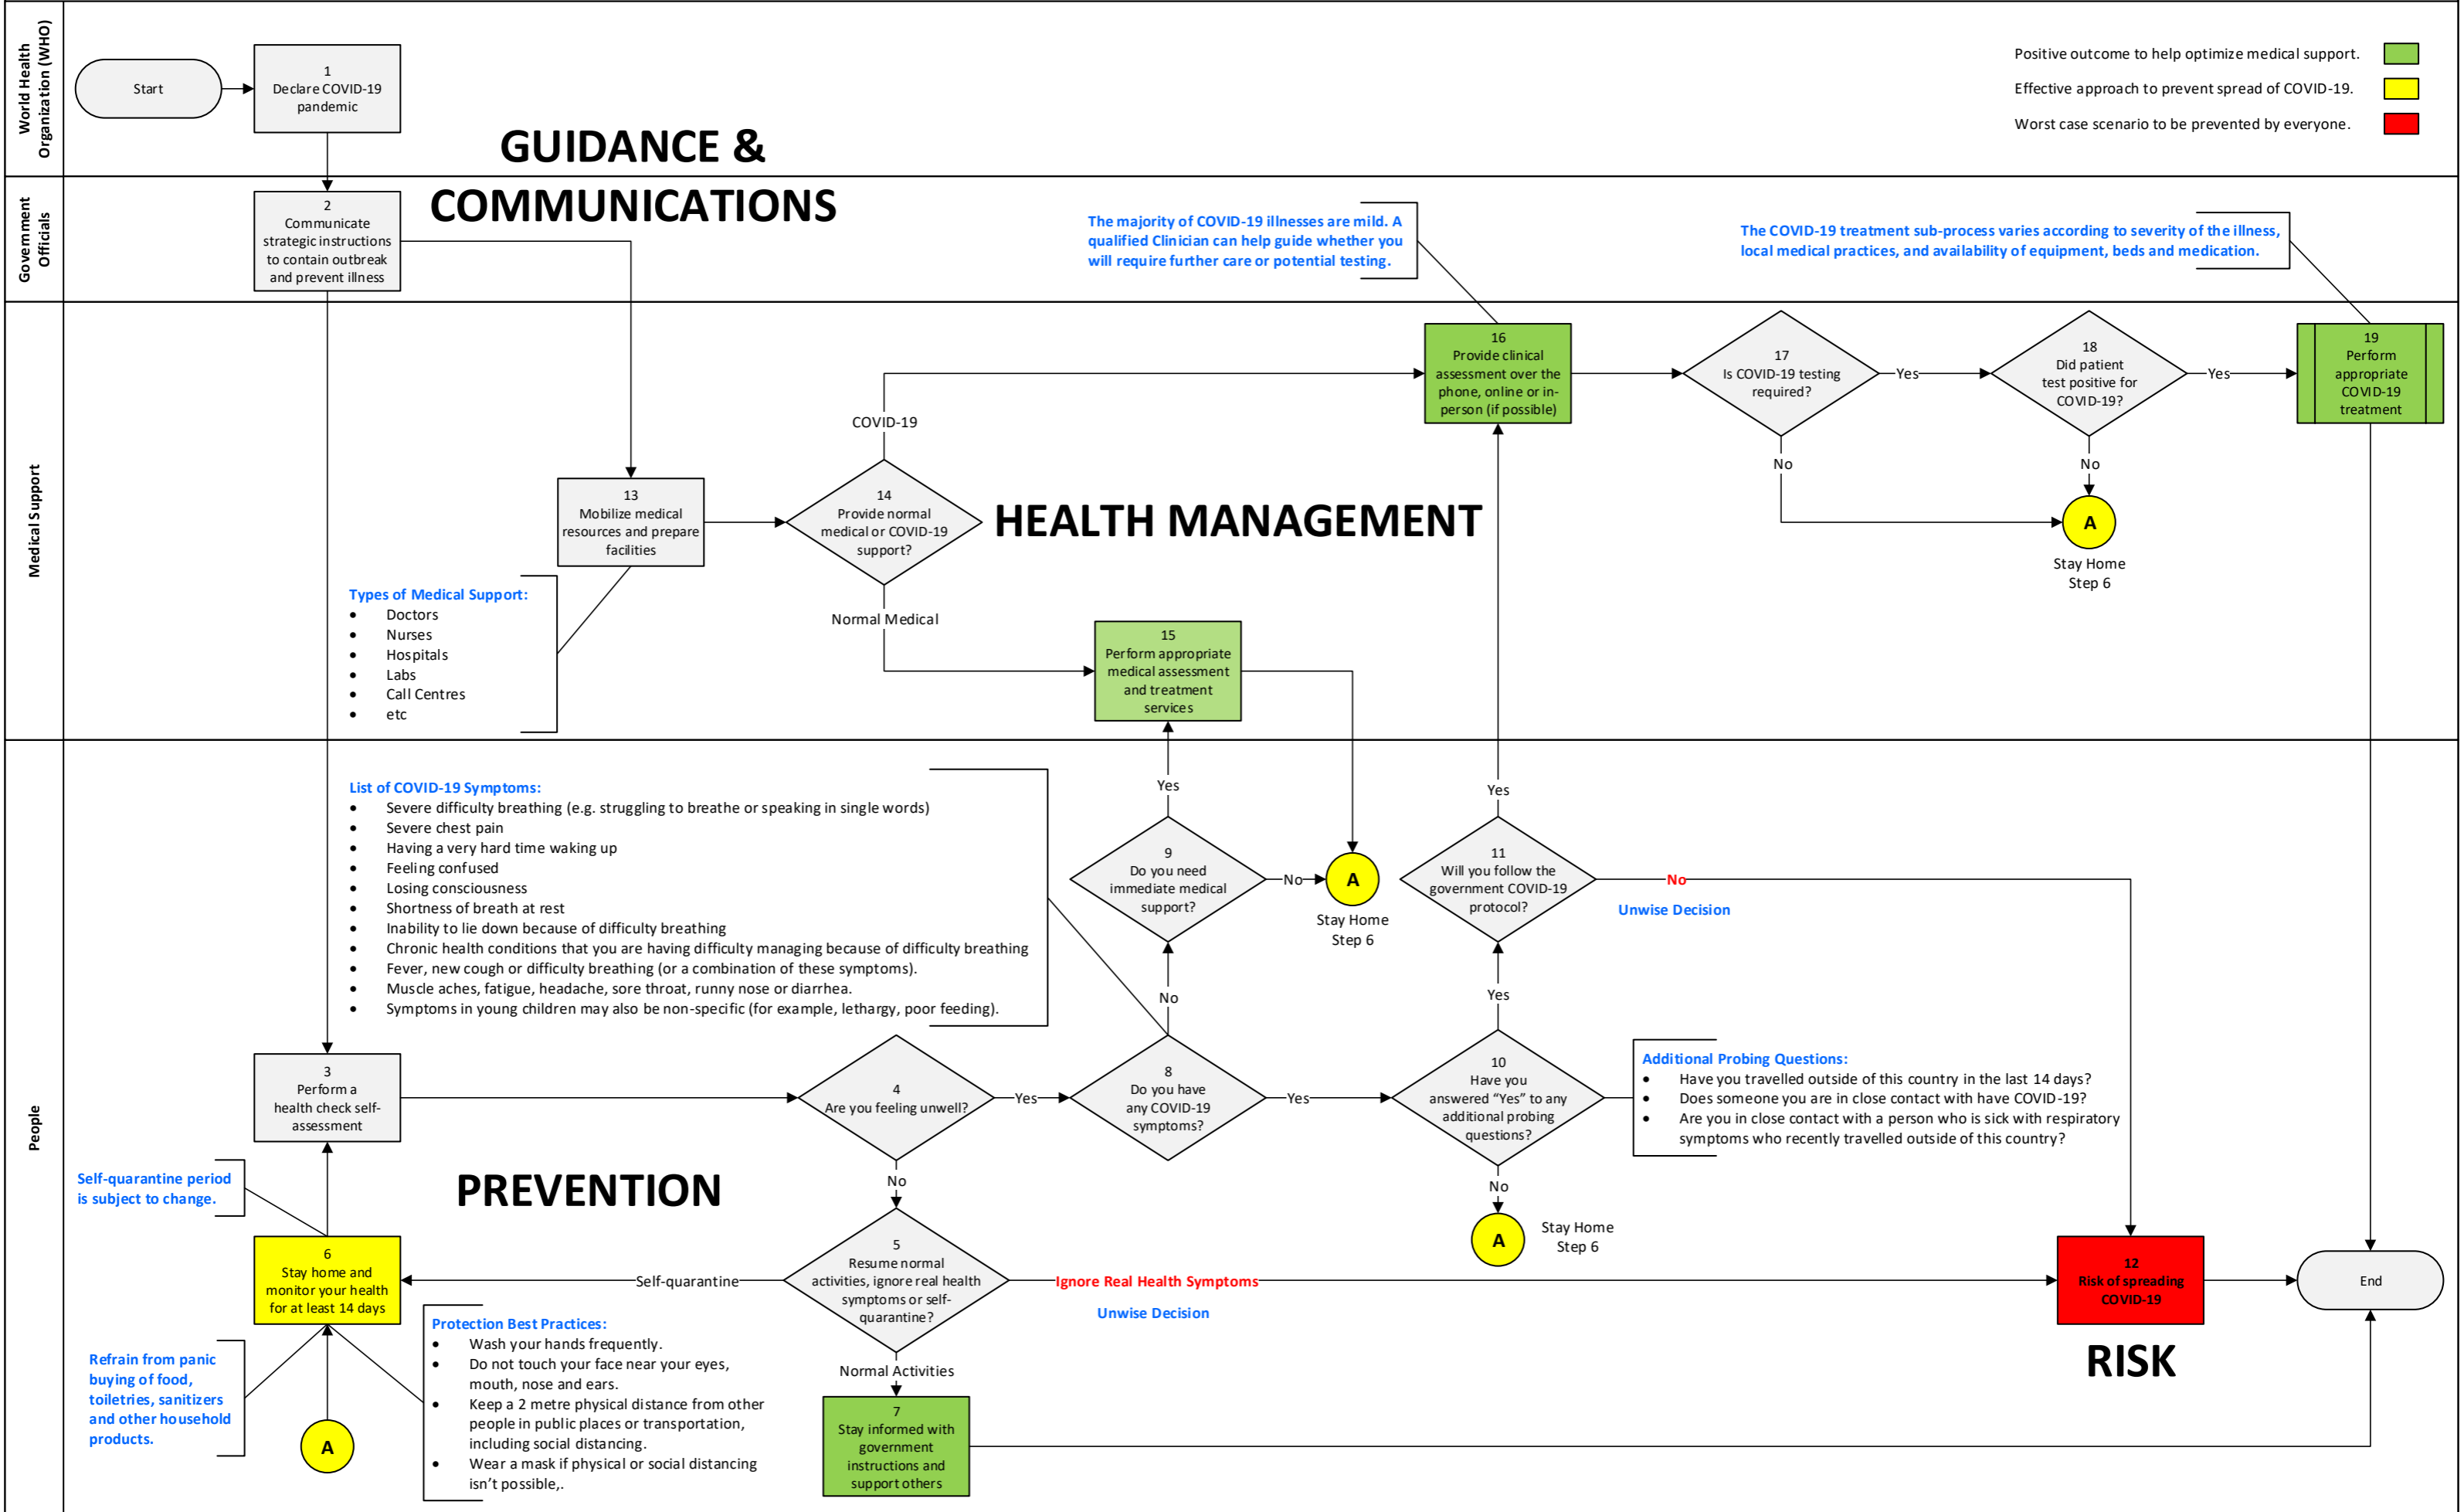 World Health
Organization (WHO)
Start
1
Declare COVID-19
pandemic
GUIDANCE &
COMMUNICATIONS
Positive outcome to help optimize medical support.
Effective approach to prevent spread of COVID-19.
Worst case scenario to be prevented by everyone.
Government
Officials
2
Communicate
strategic instructions
to contain outbreak
and prevent illness
The majority of COVID-19 illnesses are mild. A
qualified Clinician can help guide whether you
will require further care or potential testing.
The COVID-19 treatment sub-process varies according to severity of the illness,
local medical practices, and availability of equipment, beds and medication.
Medical Support
16
Provide clinical
assessment over the
phone, online or in-
person (if possible)
17
Is COVID-19 testing
required?
Yes
18
Did patient
test positive for
COVID-19?
Yes
19
Perform
appropriate
COVID-19
treatment
COVID-19
No
No
13
Mobilize medical
resources and prepare
facilities
14
Provide normal
medical or COVID-19
support?
HEALTH MANAGEMENT
A
Stay Home
Step 6
Types of Medical Support:
• Doctors
• Nurses
• Hospitals
• Labs
• Call Centres
• etc
Normal Medical
15
Perform appropriate
medical assessment
and treatment
services
People
List of COVID-19 Symptoms:
• Severe difficulty breathing (e.g. struggling to breathe or speaking in single words)
• Severe chest pain
• Having a very hard time waking up
• Feeling confused
• Losing consciousness
• Shortness of breath at rest
• Inability to lie down because of difficulty breathing
• Chronic health conditions that you are having difficulty managing because of difficulty breathing
• Fever, new cough or difficulty breathing (or a combination of these symptoms).
• Muscle aches, fatigue, headache, sore throat, runny nose or diarrhea.
• Symptoms in young children may also be non-specific (for example, lethargy, poor feeding).
Yes
9
Do you need
immediate medical
support?
No
A
Stay Home
Step 6
No
Yes
11
Will you follow the
government COVID-19
protocol?
No
Unwise Decision
Yes
3
Perform a
health check self-
assessment
4
Are you feeling unwell?
Yes
8
Do you have
any COVID-19
symptoms?
Yes
10
Have you
answered “Yes” to any
additional probing
questions?
Additional Probing Questions:
• Have you travelled outside of this country in the last 14 days?
• Does someone you are in close contact with have COVID-19?
• Are you in close contact with a person who is sick with respiratory
symptoms who recently travelled outside of this country?
No
No
A
Stay Home
Step 6
Self-quarantine period
is subject to change.
PREVENTION
6
Stay home and
monitor your health
for at least 14 days
Self-quarantine
5
Resume normal
activities, ignore real health
symptoms or self-
quarantine?
Ignore Real Health Symptoms
Unwise Decision
12
Risk of spreading
COVID-19
End
RISK
Refrain from panic
buying of food,
toiletries, sanitizers
and other household
products.
A
Protection Best Practices:
• Wash your hands frequently.
• Do not touch your face near your eyes,
mouth, nose and ears.
• Keep a 2 metre physical distance from other
people in public places or transportation,
including social distancing.
• Wear a mask if physical or social distancing
isn’t possible,.
Normal Activities
7
Stay informed with
government
instructions and
support others